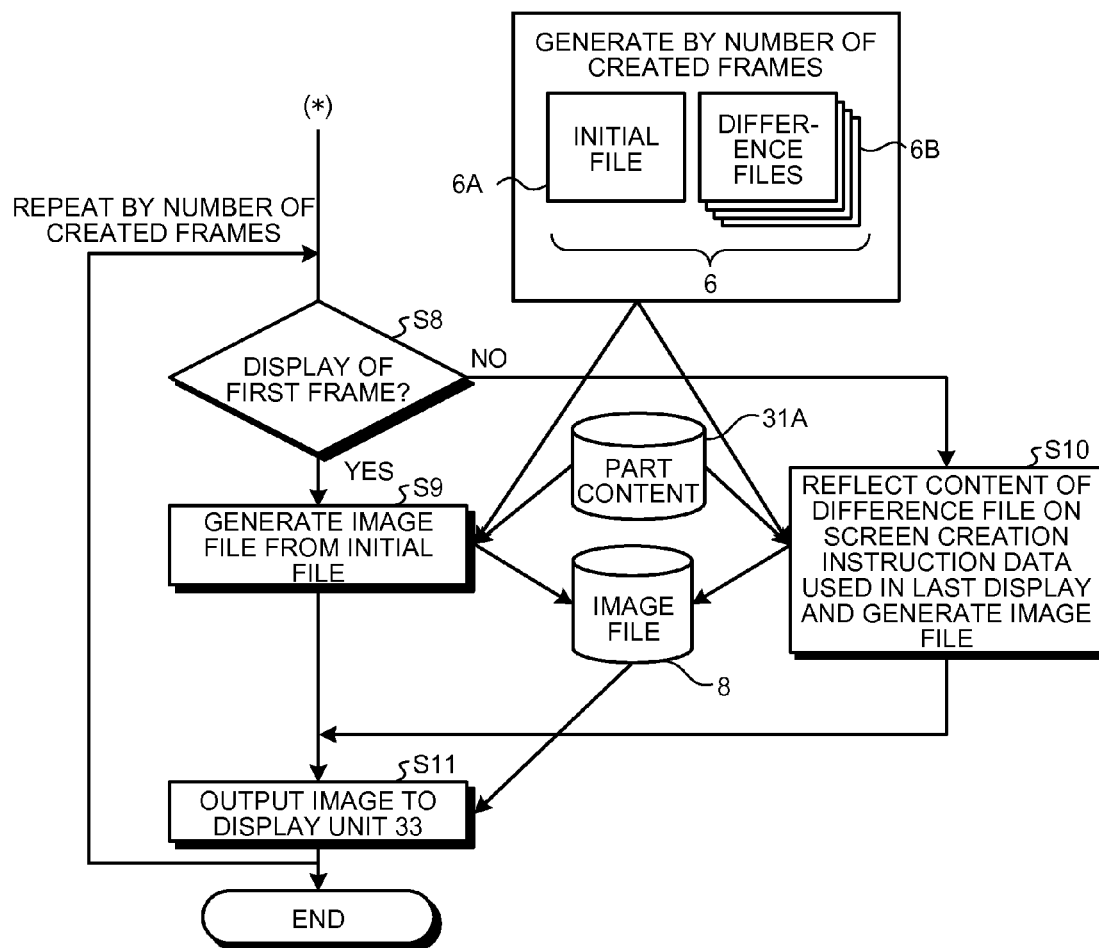 GENERATE BY NUMBER OF
CREATED FRAMES
(*)
INITIAL
FILE
DIFFER-
ENCE
FILES
6A
6B
6
REPEAT BY NUMBER OF
CREATED FRAMES
S8
DISPLAY OF
FIRST FRAME?
NO
YES
31A
PART
CONTENT
S9
GENERATE IMAGE
FILE FROM INITIAL
FILE
S10
REFLECT CONTENT OF
DIFFERENCE FILE ON
SCREEN CREATION
INSTRUCTION DATA
USED IN LAST DISPLAY
AND GENERATE IMAGE
FILE
IMAGE
FILE
8
S11
OUTPUT IMAGE TO
DISPLAY UNIT 33
END